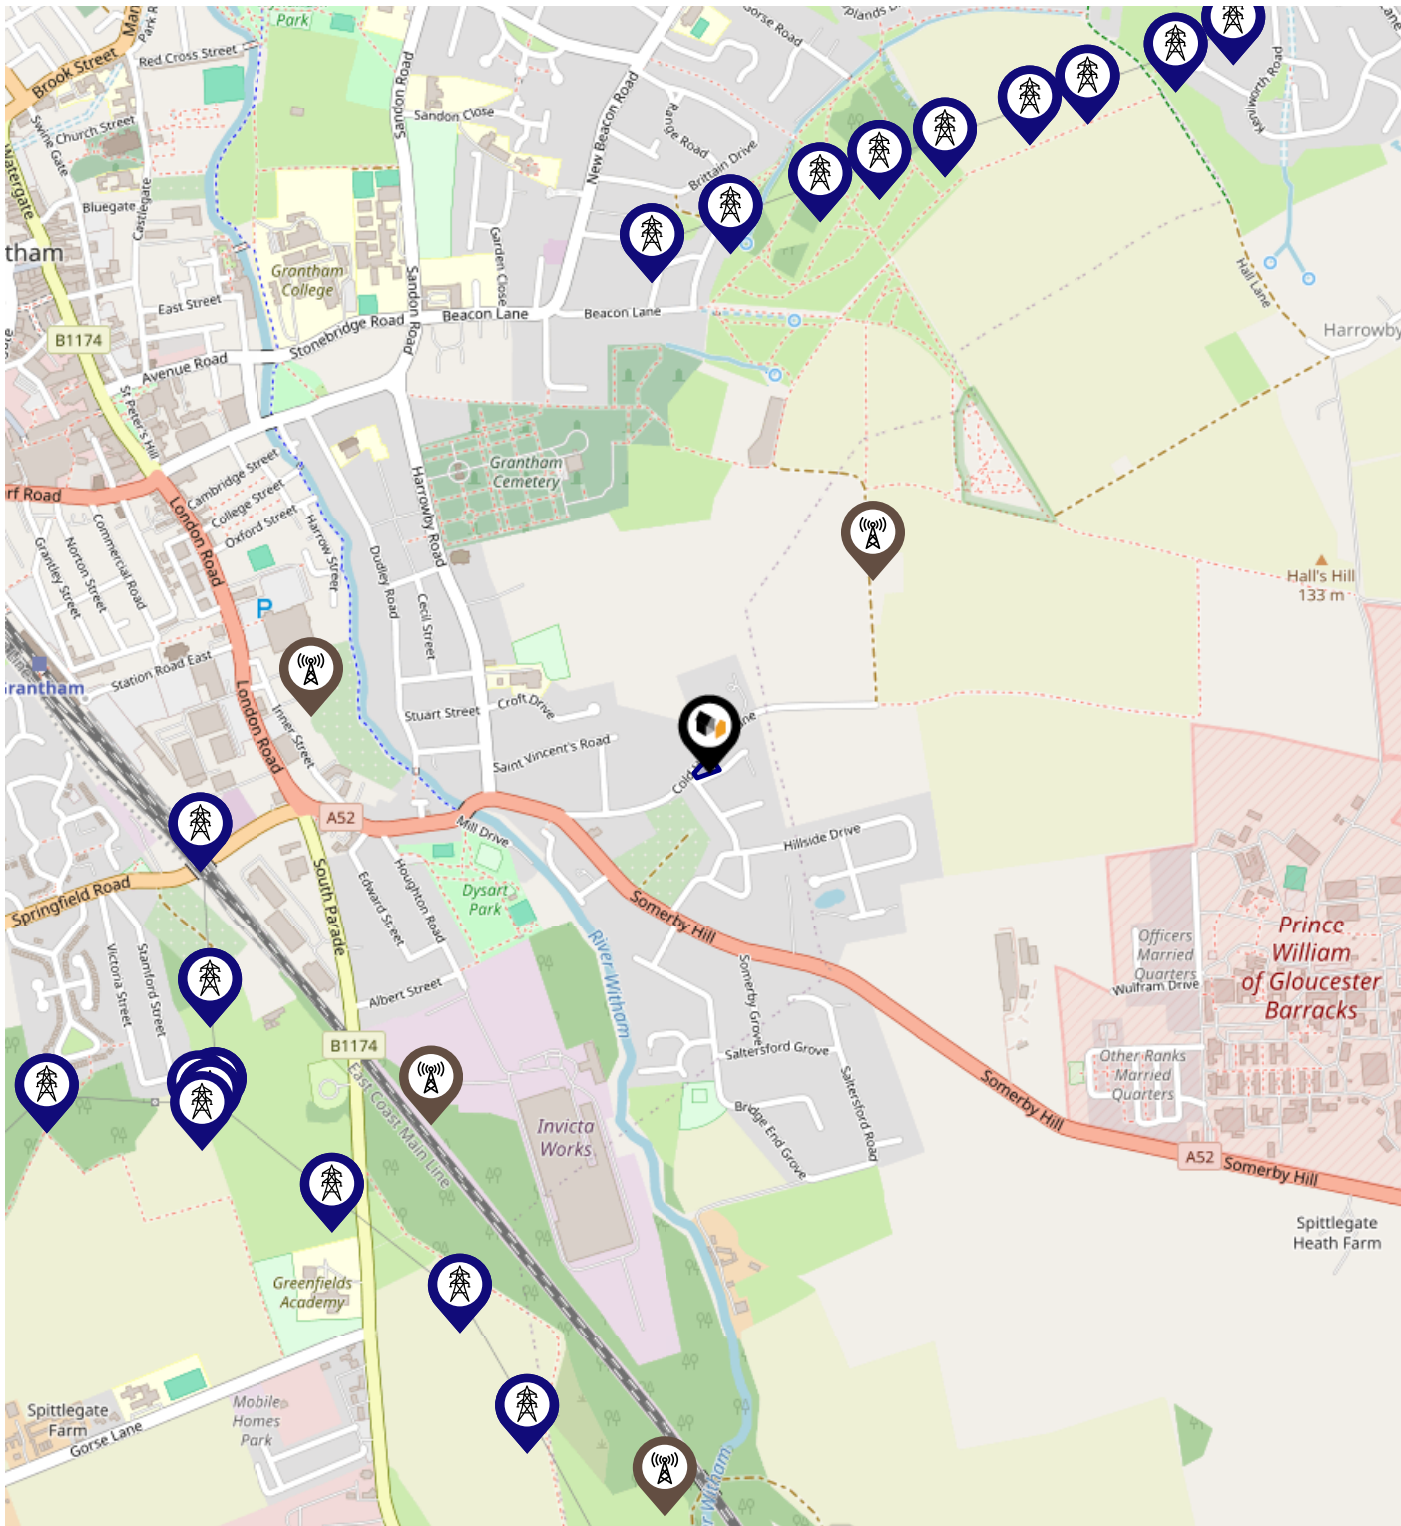 Park
Gorse Road
Brook Street
Park R
Red Cross Street
Sandon Road
Sandon Close
New Beacon Road
Range Road
Brittain Drive
Kenilworth Road
Swine Gate
Church Street
Watergate
Bluegate
Castlegate
tham
Grantham
College
Garden Close
Hall Lane
East Street
Sandon Road
Stonebridge Road
Beacon Lane
Beacon Lane
Harrowby
B1174
Avenue Road
St Peter's Hill
Grantham
Cemetery
Cambridge Street
College Street
Oxford Street
Harrowby Road
rf Road
London Road
Commercial Road
Norton Street
Grantley Street
Harrow Street
Dudley Road
Cecil Street
P
Hall's Hill
133 m
Station Road East
Grantham
London Road
Inner Street
Stuart Street
Croft Drive
Saint Vincent's Road
A52
Mill Drive
Hillside Drive
South Parade
Edward Street
Houghton Road
Dysart
Park
Springfield Road
Victoria Street
Stamford Street
Somerby Hill
River Witham
Prince
William
of Gloucester
Barracks
Officers
Married
Quarters
Wulfram Drive
Albert Street
Somerby Grove
B1174
Saltersford Grove
Saltersford Road
Other Ranks
Married
Quarters
East Coast Main Line
Invicta
Works
Bridge End Grove
Somerby Hill
A52
Somerby Hill
Spittlegate
Heath Farm
Greenfields
Academy
Spittlegate
Farm
Gorse Lane
Mobile
Homes
Park
r Witham